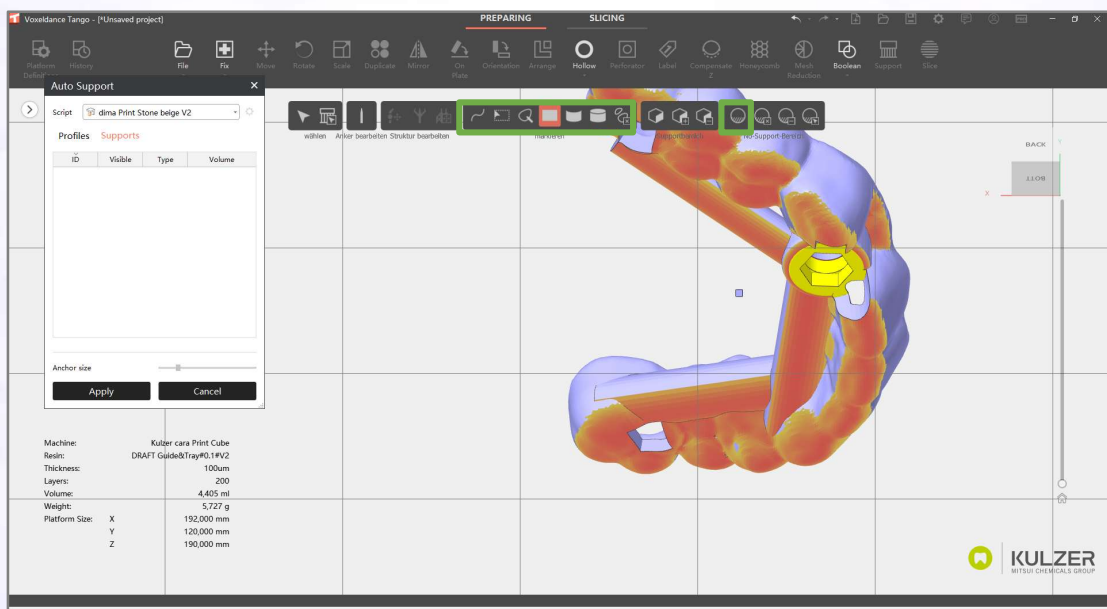 Voxeldance Tango - [*Unsaved project]
PREPARING SLICING
Platform Definition History File Fix Move Rotate Scale Duplicate Mirror On Plate Orientation Arrange Hollow Perforator Label Compensate Z Honeycomb Mesh Reduction Boolean Support Slice
Auto Support
Script dima Print Stone beige V2
Profiles Supports
ID Visible Type Volume
Anchor size
Apply Cancel
wählen Anker bearbeiten Struktur bearbeiten markieren No-Support-Bereich
BACK
Y
BOTT
X
Machine: Kulzer cara Print Cube
Resin: DRAFT Guide&Tray#0.1#V2
Thickness: 100um
Layers: 200
Volume: 4,405 ml
Weight: 5,727 g
Platform Size: X 192,000 mm
Y 120,000 mm
Z 190,000 mm
KULZER
MITSUI CHEMICALS GROUP